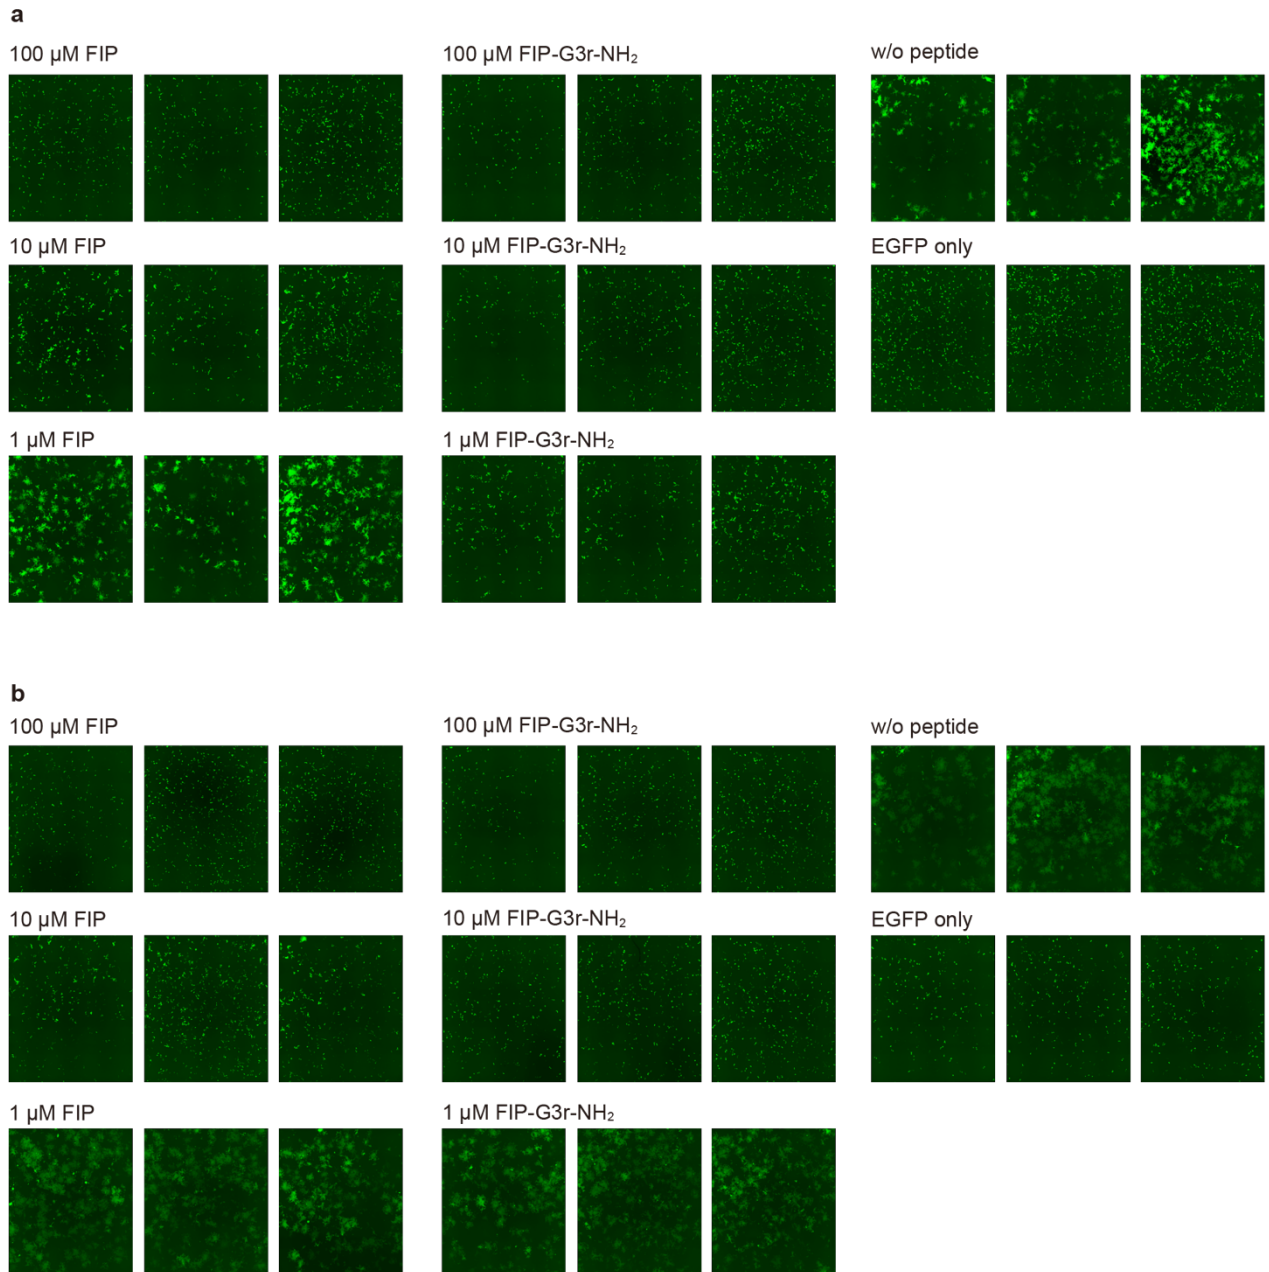 a
100 µM FIP
100 µM FIP-G3r-NH₂
w/o peptide
10 µM FIP
10 µM FIP-G3r-NH₂
EGFP only
1 µM FIP
1 µM FIP-G3r-NH₂
b
100 µM FIP
100 µM FIP-G3r-NH₂
w/o peptide
10 µM FIP
10 µM FIP-G3r-NH₂
EGFP only
1 µM FIP
1 µM FIP-G3r-NH₂